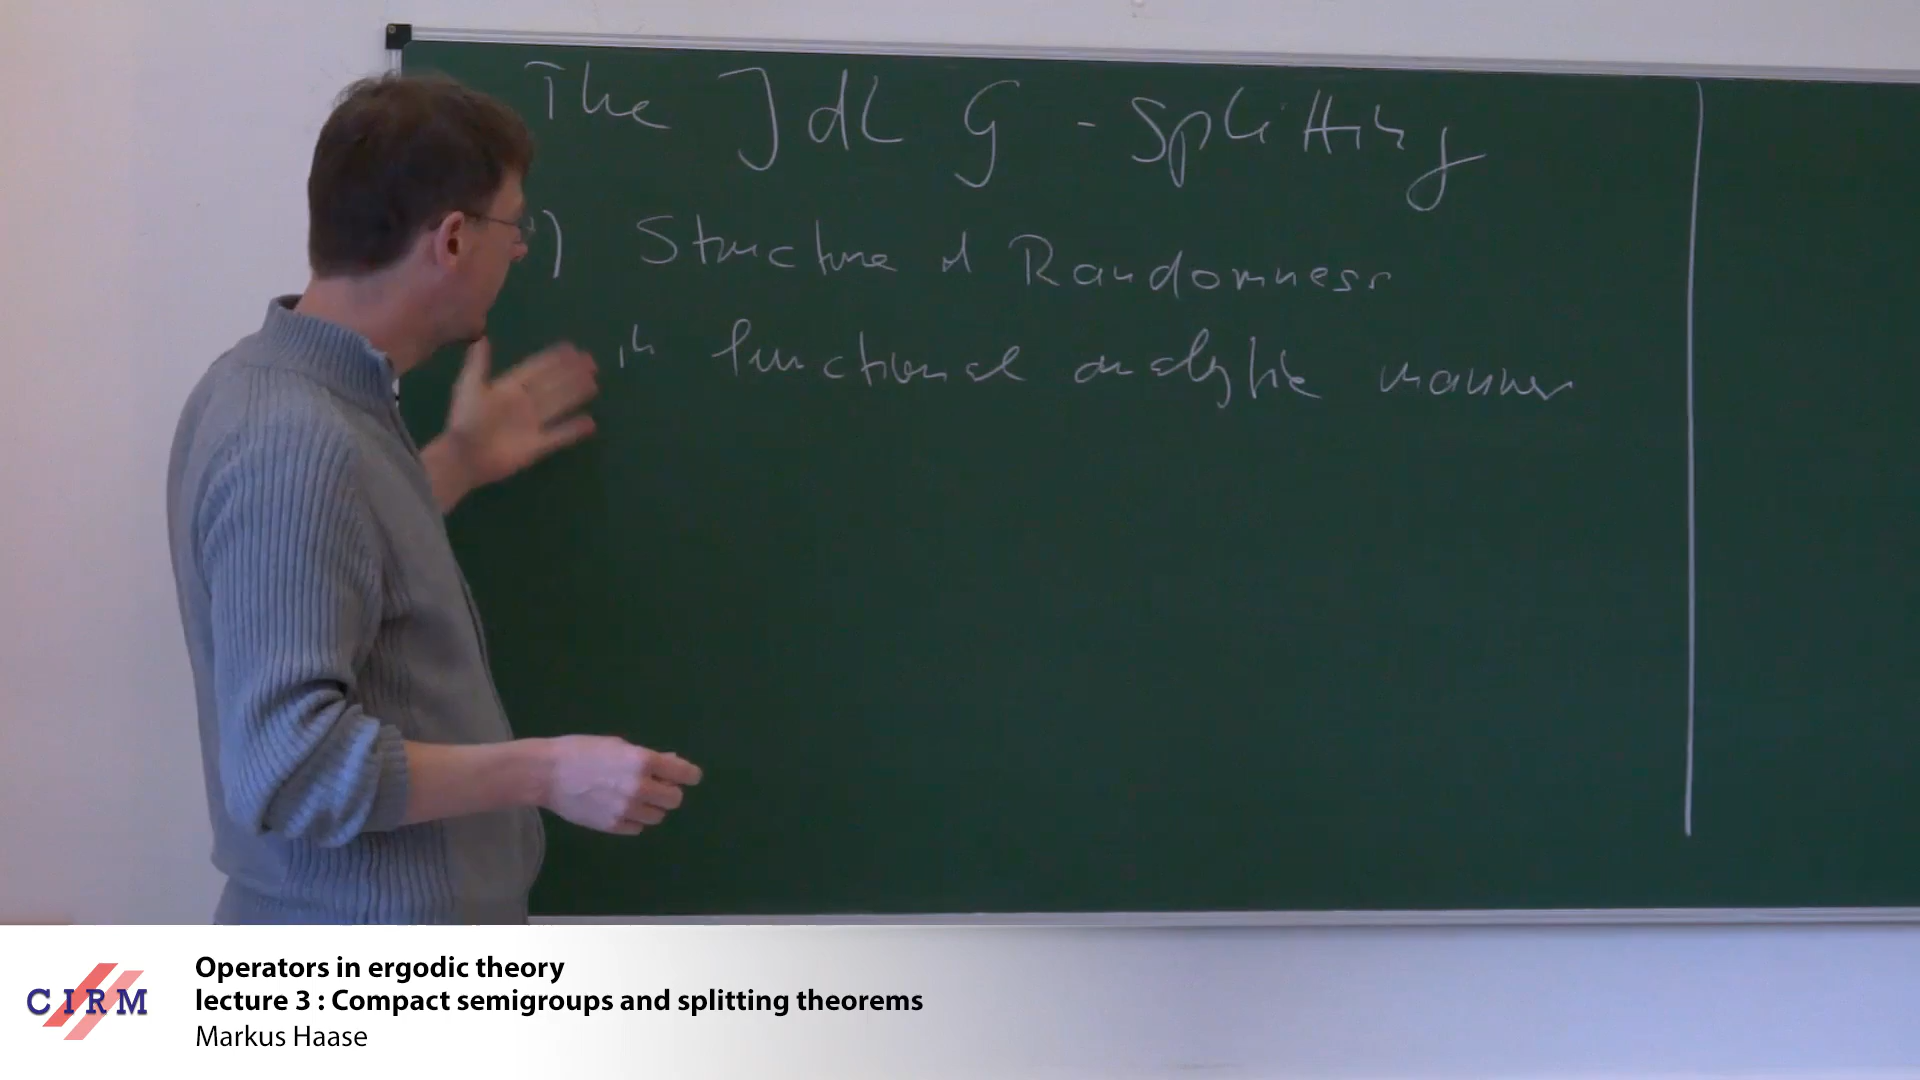 The JdL G - Splitting
) Structure & Randomness
in functional analytic manner
CIRM
Operators in ergodic theory
lecture 3 : Compact semigroups and splitting theorems
Markus Haase